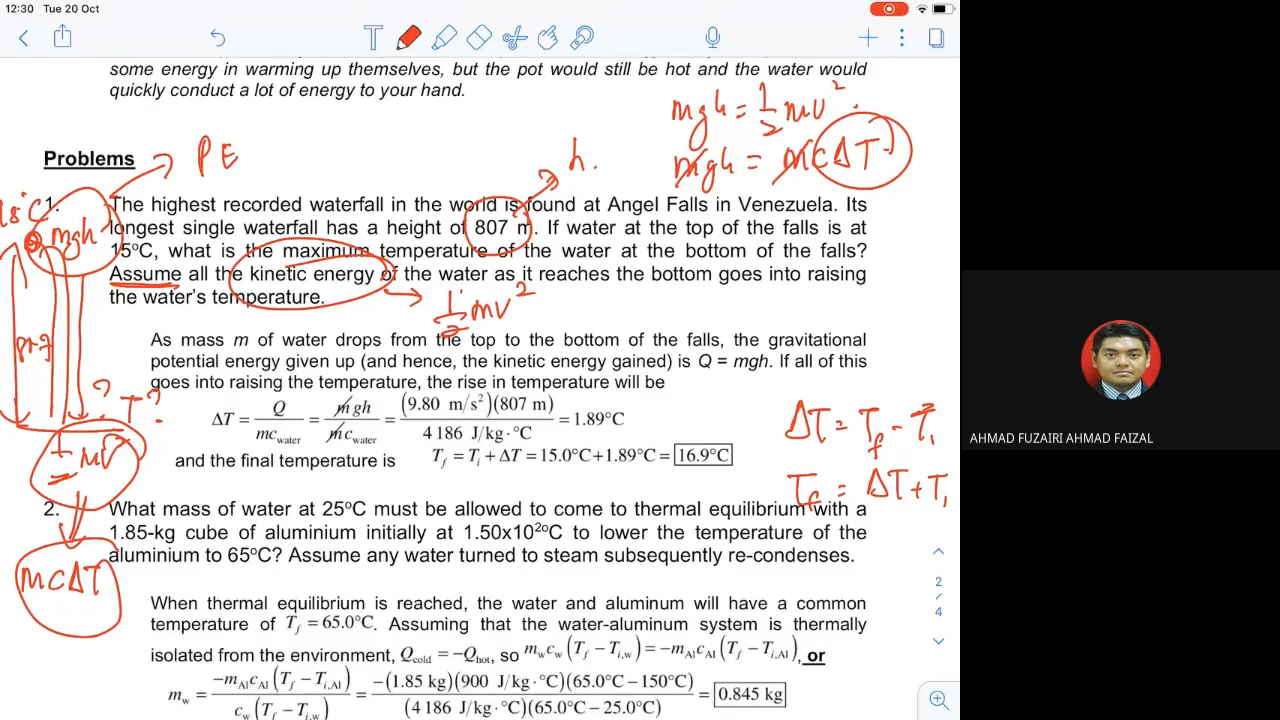 12:30 Tue 20 Oct
some energy in warming up themselves, but the pot would still be hot and the water would
quickly conduct a lot of energy to your hand.
mgh = ½mv².
mgh = mcΔT
Problems
PE
h.
1. The highest recorded waterfall in the world is found at Angel Falls in Venezuela. Its
longest single waterfall has a height of 807 m. If water at the top of the falls is at
15°C, what is the maximum temperature of the water at the bottom of the falls?
Assume all the kinetic energy of the water as it reaches the bottom goes into raising
the water's temperature.
mgh
½mv²
As mass m of water drops from the top to the bottom of the falls, the gravitational
potential energy given up (and hence, the kinetic energy gained) is Q = mgh. If all of this
goes into raising the temperature, the rise in temperature will be
ΔT = Q / mc_water = mgh / mc_water = (9.80 m/s²)(807 m) / 4186 J/kg·°C = 1.89°C
and the final temperature is T_f = T_i + ΔT = 15.0°C + 1.89°C = 16.9°C
? T?
½mv²
mcΔT
ΔT = T_f - T_i
T_f = ΔT + T_i
AHMAD FUZAIRI AHMAD FAIZAL
2. What mass of water at 25°C must be allowed to come to thermal equilibrium with a
1.85-kg cube of aluminium initially at 1.50x10²°C to lower the temperature of the
aluminium to 65°C? Assume any water turned to steam subsequently re-condenses.
When thermal equilibrium is reached, the water and aluminum will have a common
temperature of T_f = 65.0°C. Assuming that the water-aluminum system is thermally
isolated from the environment, Q_cold = -Q_hot, so m_w c_w (T_f - T_i,w) = -m_Al c_Al (T_f - T_i,Al), or
m_w = -m_Al c_Al (T_f - T_i,Al) / c_w (T_f - T_i,w) = -(1.85 kg)(900 J/kg·°C)(65.0°C - 150°C) / (4186 J/kg·°C)(65.0°C - 25.0°C) = 0.845 kg
2
/
4